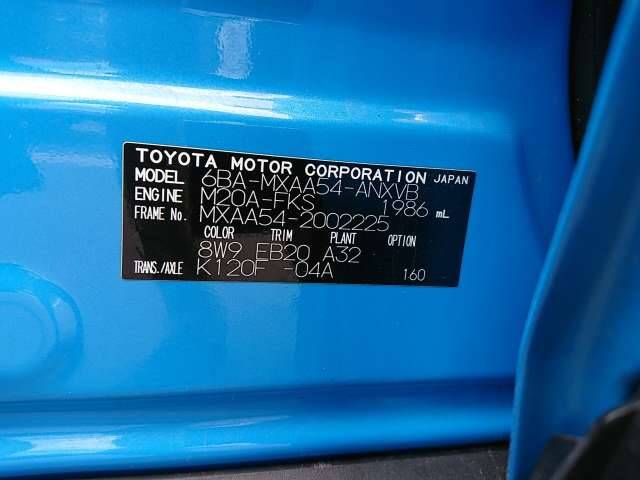 TOYOTA MOTOR CORPORATION JAPAN
MODEL 6BA-MXAA54-ANXVB
ENGINE M20A-FKS 1986 mL
FRAME No. MXAA54-2002225
COLOR TRIM PLANT OPTION
8W9 EB20 A32
TRANS./AXLE K120F -04A 160